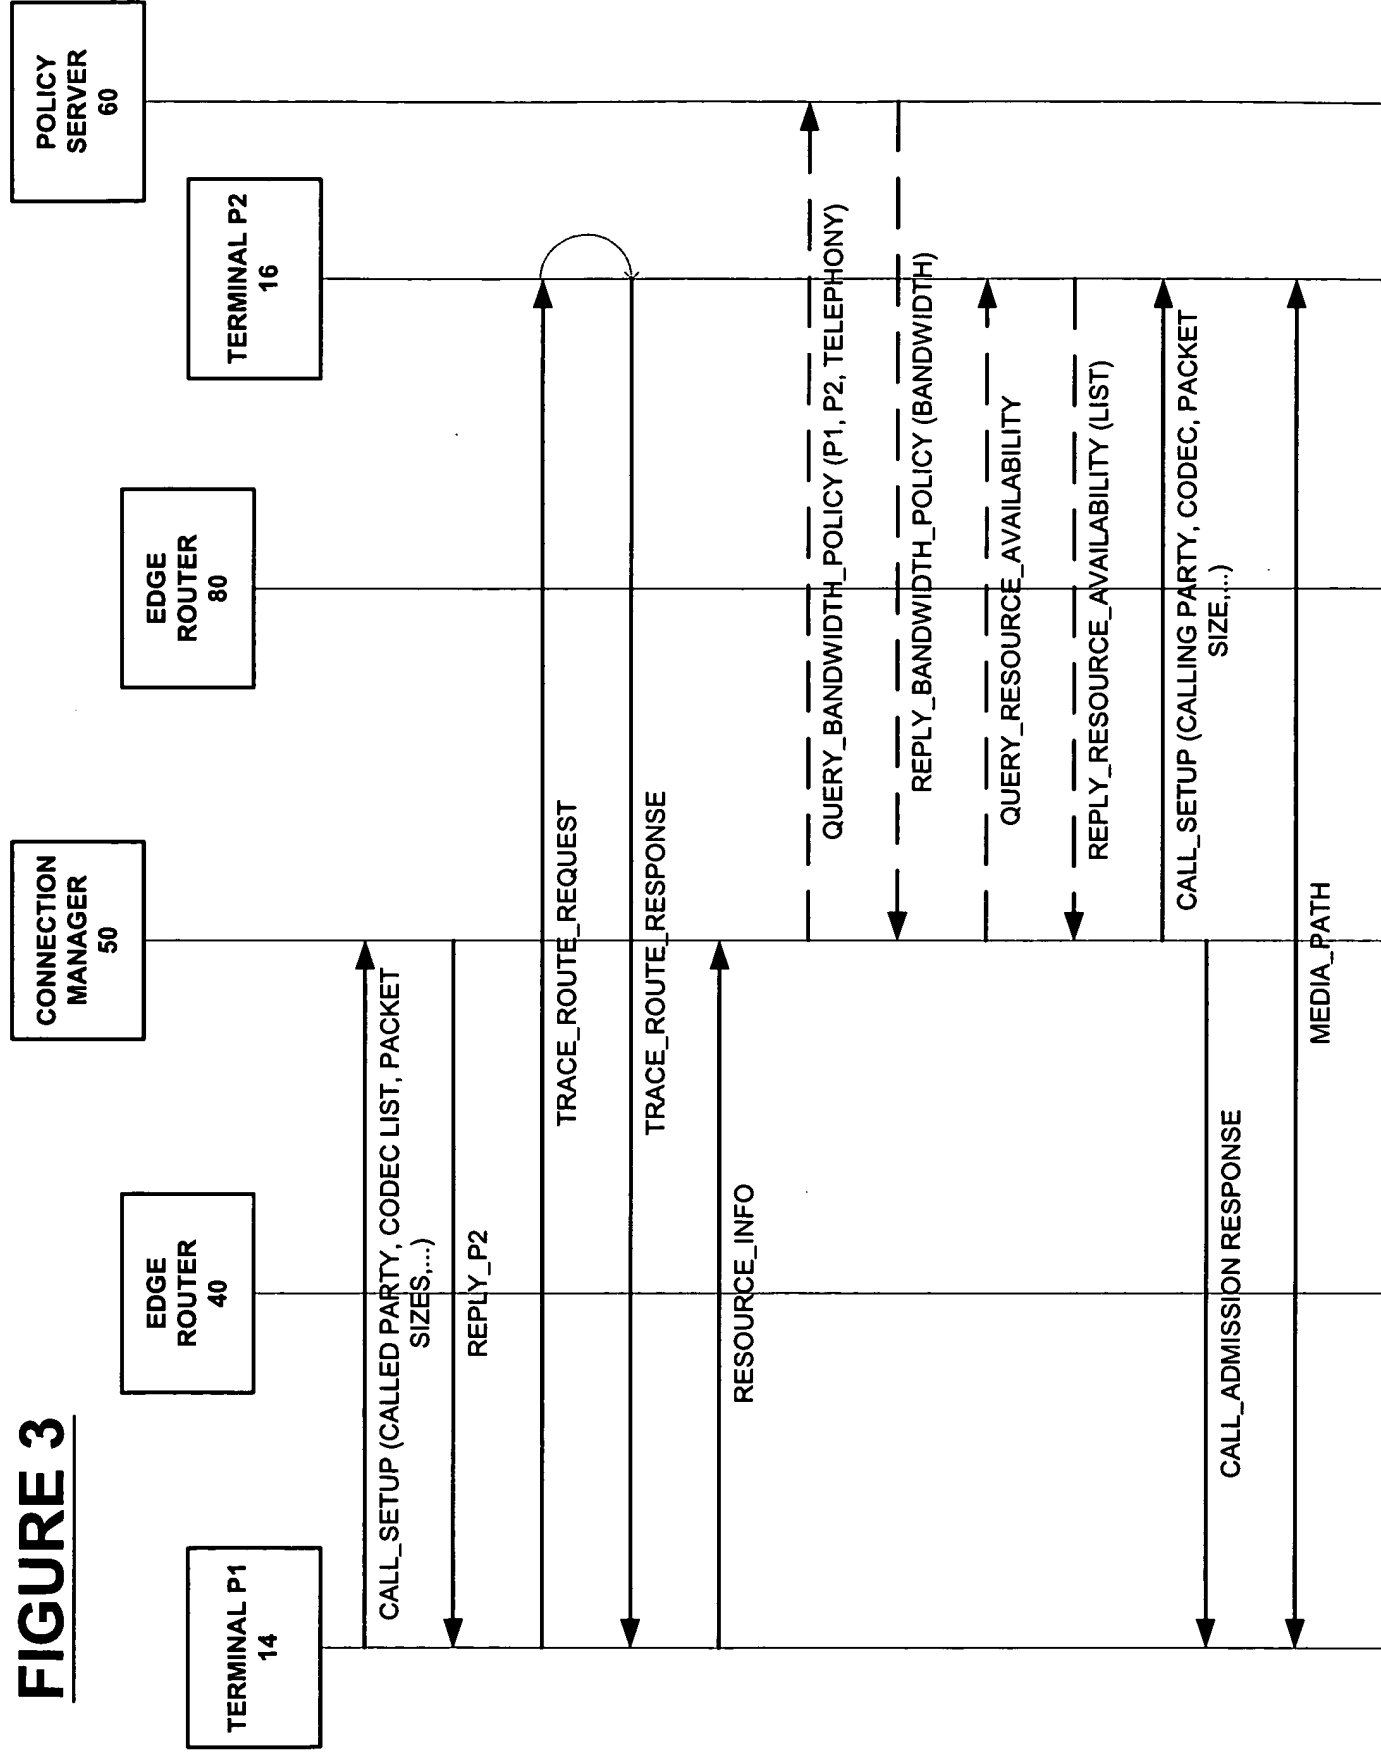 FIGURE 3
TERMINAL P1
14
EDGE
ROUTER
40
CONNECTION
MANAGER
50
EDGE
ROUTER
80
TERMINAL P2
16
POLICY
SERVER
60
CALL_SETUP (CALLED PARTY, CODEC LIST, PACKET
SIZES,...)
REPLY_P2
TRACE_ROUTE_REQUEST
TRACE_ROUTE_RESPONSE
RESOURCE_INFO
QUERY_BANDWIDTH_POLICY (P1, P2, TELEPHONY)
REPLY_BANDWIDTH_POLICY (BANDWIDTH)
QUERY_RESOURCE_AVAILABILITY
REPLY_RESOURCE_AVAILABILITY (LIST)
CALL_SETUP (CALLING PARTY, CODEC, PACKET
SIZE,...)
CALL_ADMISSION RESPONSE
MEDIA_PATH